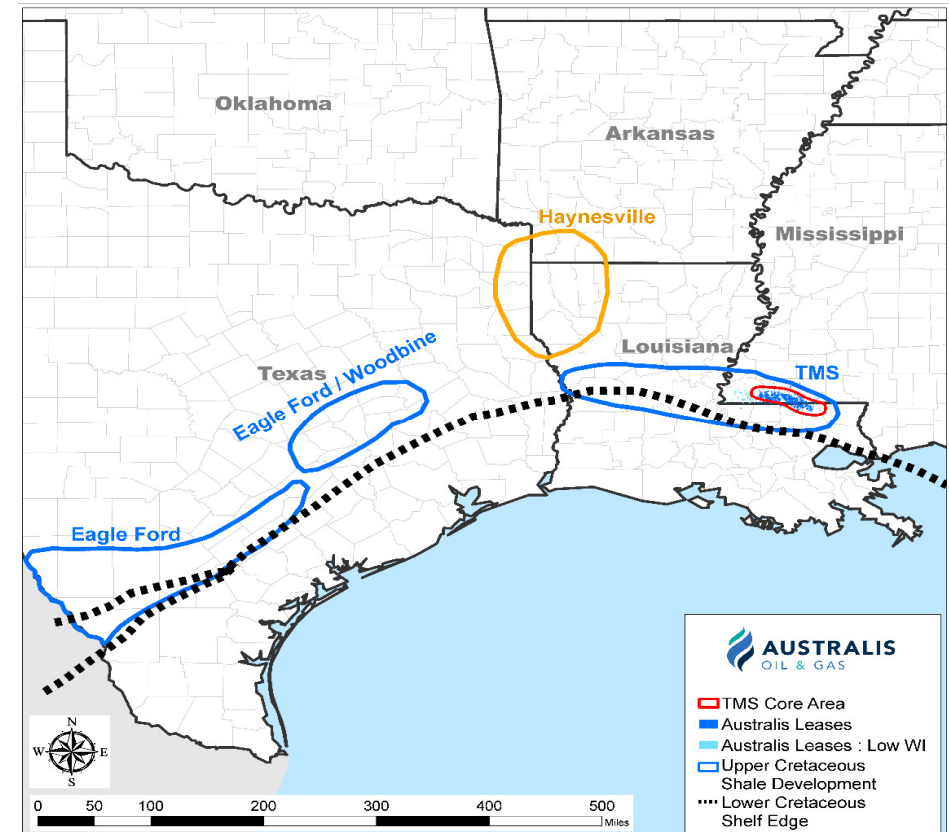 Oklahoma
Arkansas
Haynesville
Mississippi
Louisiana
TMS
Texas
Eagle Ford / Woodbine
Eagle Ford
AUSTRALIS
OIL & GAS
TMS Core Area
Australis Leases
Australis Leases : Low WI
Upper Cretaceous
Shale Development
Lower Cretaceous
Shelf Edge
N
W E
S
0 50 100 200 300 400 500
Miles